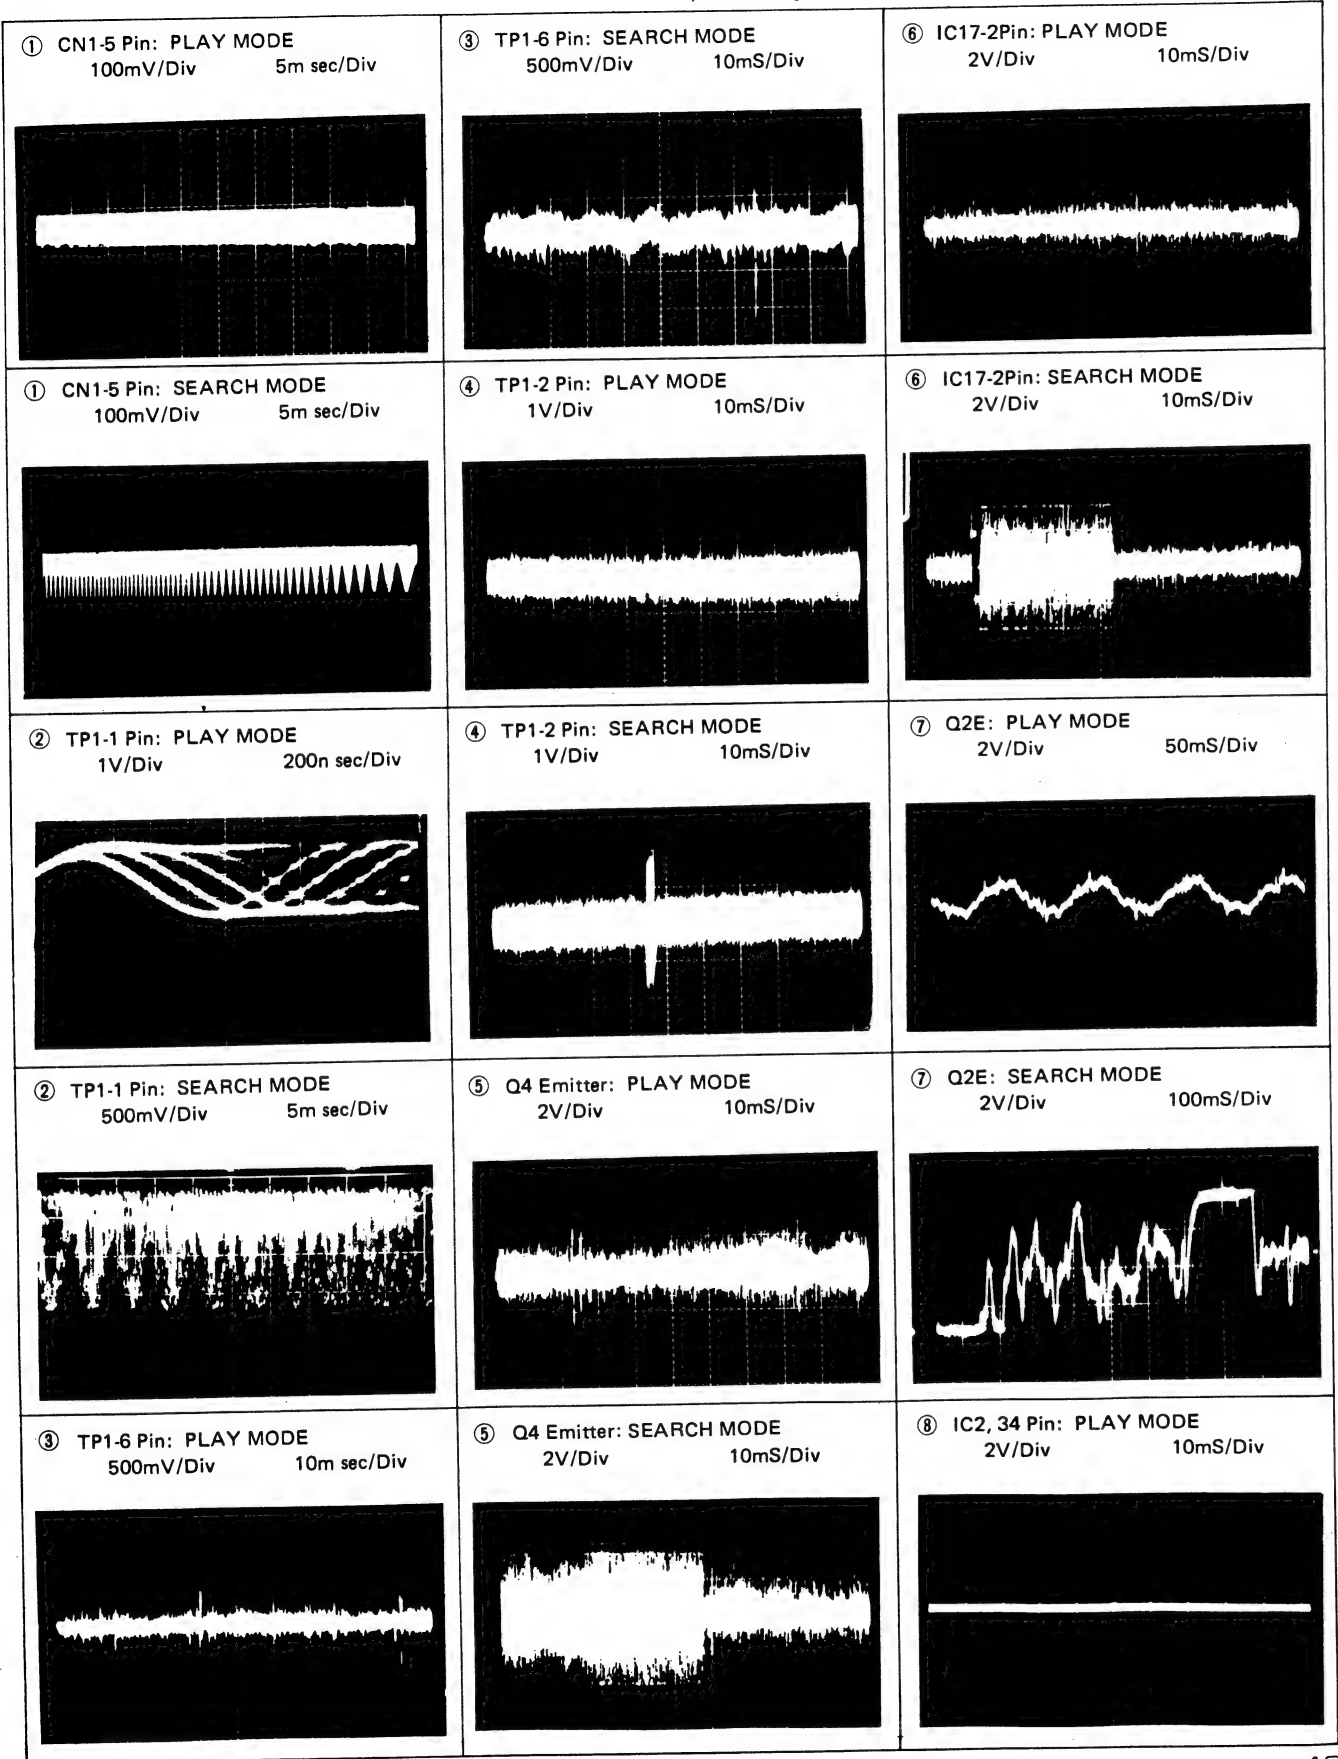 ① CN1-5 Pin: PLAY MODE
100mV/Div 5m sec/Div
① CN1-5 Pin: SEARCH MODE
100mV/Div 5m sec/Div
② TP1-1 Pin: PLAY MODE
1V/Div 200n sec/Div
② TP1-1 Pin: SEARCH MODE
500mV/Div 5m sec/Div
③ TP1-6 Pin: PLAY MODE
500mV/Div 10m sec/Div
③ TP1-6 Pin: SEARCH MODE
500mV/Div 10mS/Div
④ TP1-2 Pin: PLAY MODE
1V/Div 10mS/Div
④ TP1-2 Pin: SEARCH MODE
1V/Div 10mS/Div
⑤ Q4 Emitter: PLAY MODE
2V/Div 10mS/Div
⑤ Q4 Emitter: SEARCH MODE
2V/Div 10mS/Div
⑥ IC17-2Pin: PLAY MODE
2V/Div 10mS/Div
⑥ IC17-2Pin: SEARCH MODE
2V/Div 10mS/Div
⑦ Q2E: PLAY MODE
2V/Div 50mS/Div
⑦ Q2E: SEARCH MODE
2V/Div 100mS/Div
⑧ IC2, 34 Pin: PLAY MODE
2V/Div 10mS/Div